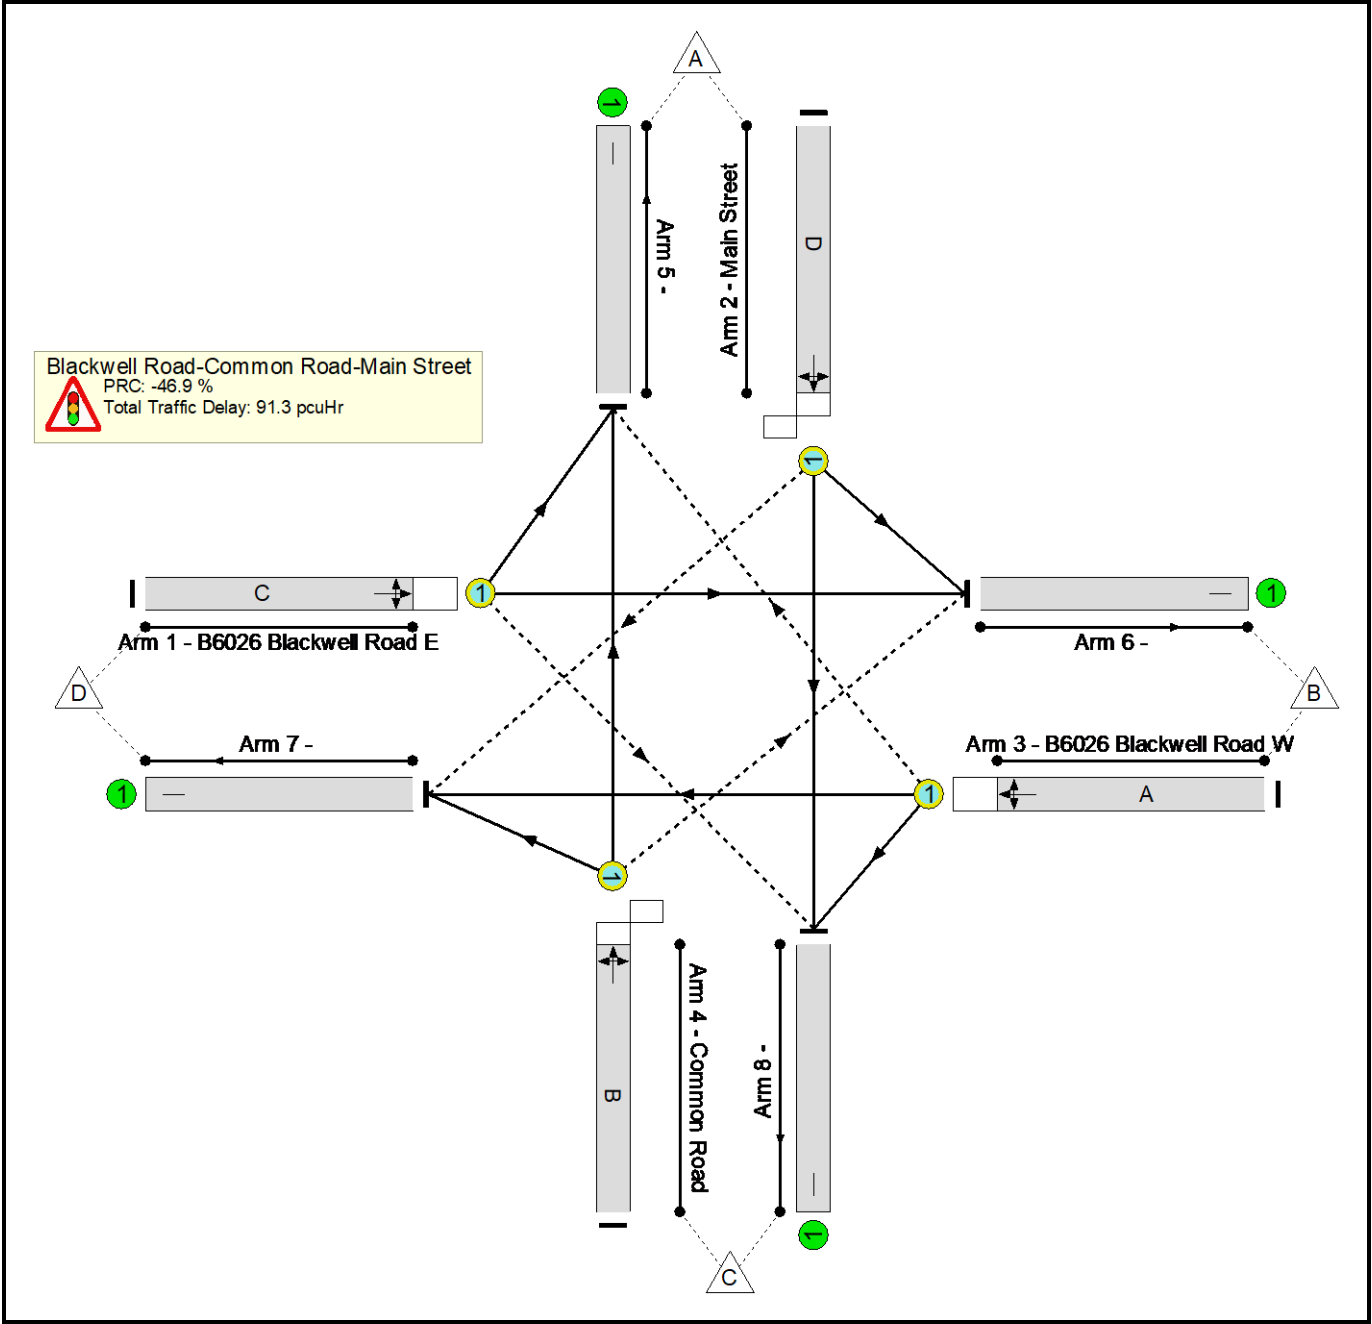 A
1
Arm 5 -
Arm 2 - Main Street
D
Blackwell Road-Common Road-Main Street
PRC: -46.9 %
Total Traffic Delay: 91.3 pcuHr
1
C
1
1
Arm 1 - B6026 Blackwell Road E
Arm 6 -
D
B
Arm 7 -
Arm 3 - B6026 Blackwell Road W
1
1
A
1
B
Arm 4 - Common Road
Arm 8 -
1
C